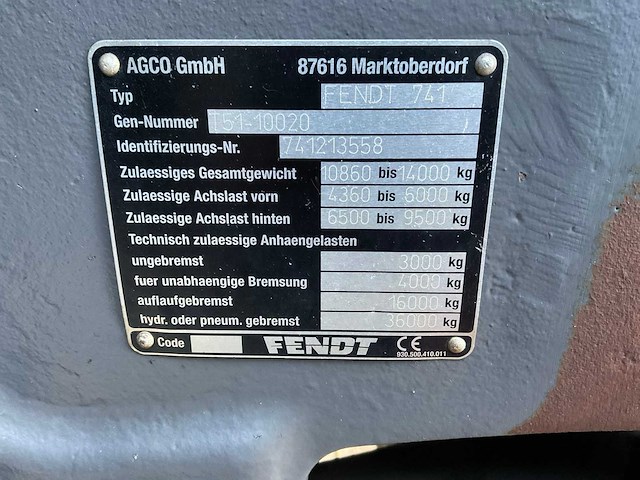 AGCO GmbH 87616 Marktoberdorf
Typ FENDT 741
Gen-Nummer T51-10020
Identifizierungs-Nr. 741213558
Zulaessiges Gesamtgewicht 10860 bis 14000 kg
Zulaessige Achslast vorn 4360 bis 6000 kg
Zulaessige Achslast hinten 6500 bis 9500 kg
Technisch zulaessige Anhaengelasten
ungebremst 3000 kg
fuer unabhaengige Bremsung 4000 kg
auflaufgebremst 16000 kg
hydr. oder pneum. gebremst 36000 kg
Code FENDT CE
930.500.410.011